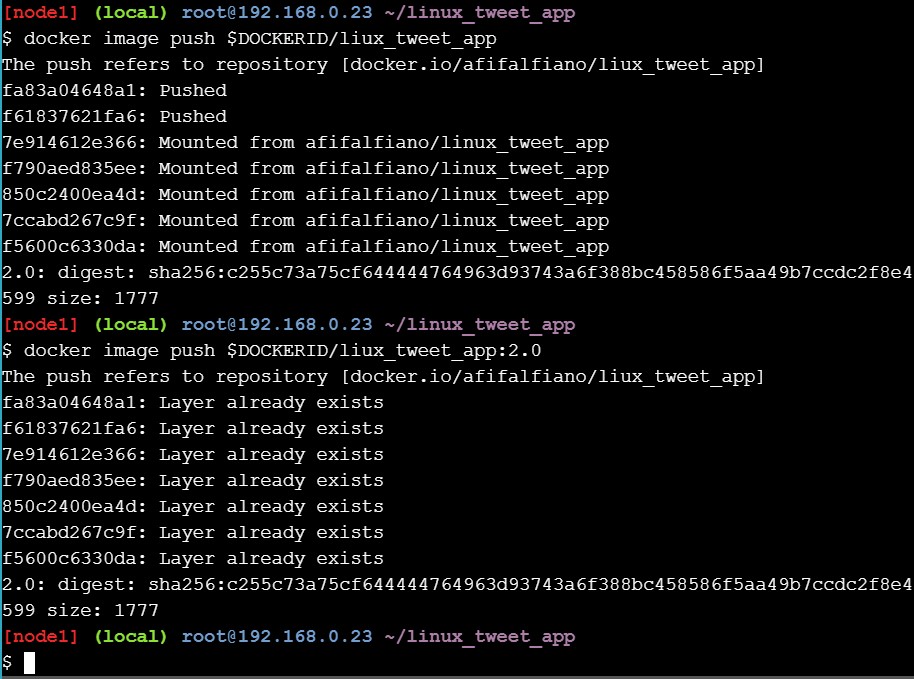 [node1] (local) root@192.168.0.23 ~/linux_tweet_app
$ docker image push $DOCKERID/liux_tweet_app
The push refers to repository [docker.io/afifalfiano/liux_tweet_app]
fa83a04648a1: Pushed
f61837621fa6: Pushed
7e914612e366: Mounted from afifalfiano/linux_tweet_app
f790aed835ee: Mounted from afifalfiano/linux_tweet_app
850c2400ea4d: Mounted from afifalfiano/linux_tweet_app
7ccabd267c9f: Mounted from afifalfiano/linux_tweet_app
f5600c6330da: Mounted from afifalfiano/linux_tweet_app
2.0: digest: sha256:c255c73a75cf644444764963d93743a6f388bc458586f5aa49b7ccdc2f8e4
599 size: 1777
[node1] (local) root@192.168.0.23 ~/linux_tweet_app
$ docker image push $DOCKERID/liux_tweet_app:2.0
The push refers to repository [docker.io/afifalfiano/liux_tweet_app]
fa83a04648a1: Layer already exists
f61837621fa6: Layer already exists
7e914612e366: Layer already exists
f790aed835ee: Layer already exists
850c2400ea4d: Layer already exists
7ccabd267c9f: Layer already exists
f5600c6330da: Layer already exists
2.0: digest: sha256:c255c73a75cf644444764963d93743a6f388bc458586f5aa49b7ccdc2f8e4
599 size: 1777
[node1] (local) root@192.168.0.23 ~/linux_tweet_app
$